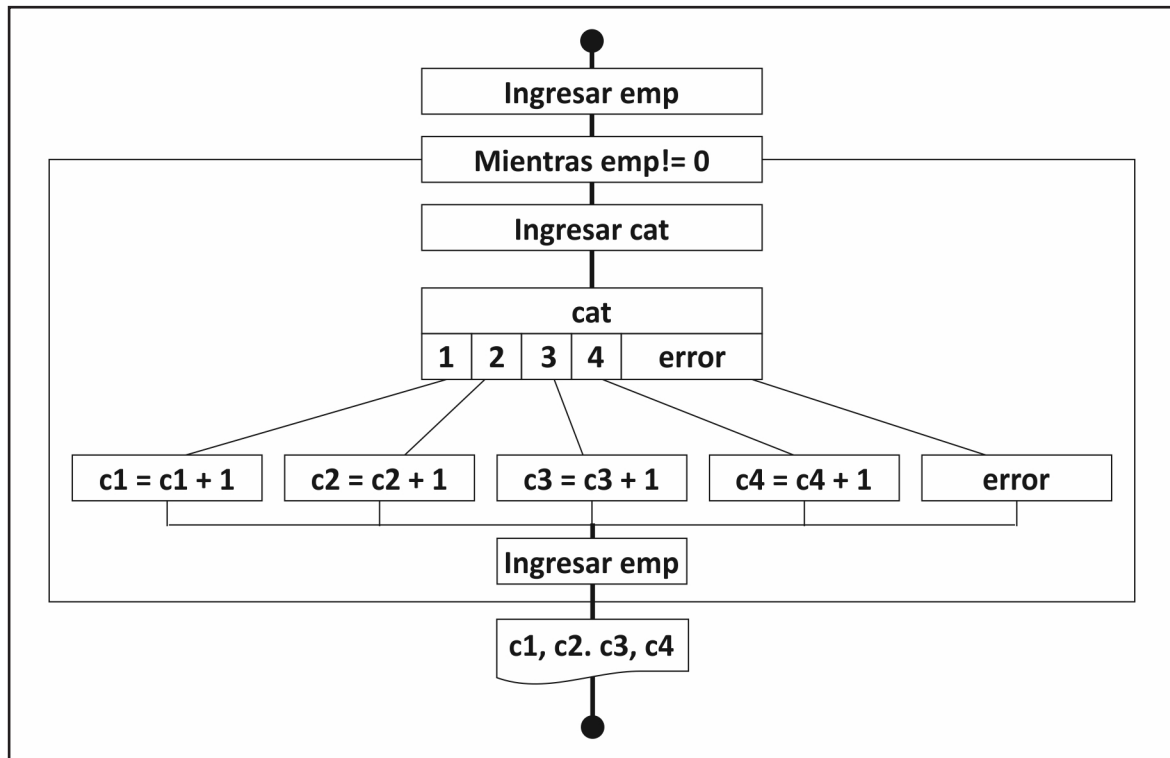 Ingresar emp
Mientras emp!= 0
Ingresar cat
cat
1 2 3 4 error
c1 = c1 + 1 c2 = c2 + 1 c3 = c3 + 1 c4 = c4 + 1 error
Ingresar emp
c1, c2. c3, c4